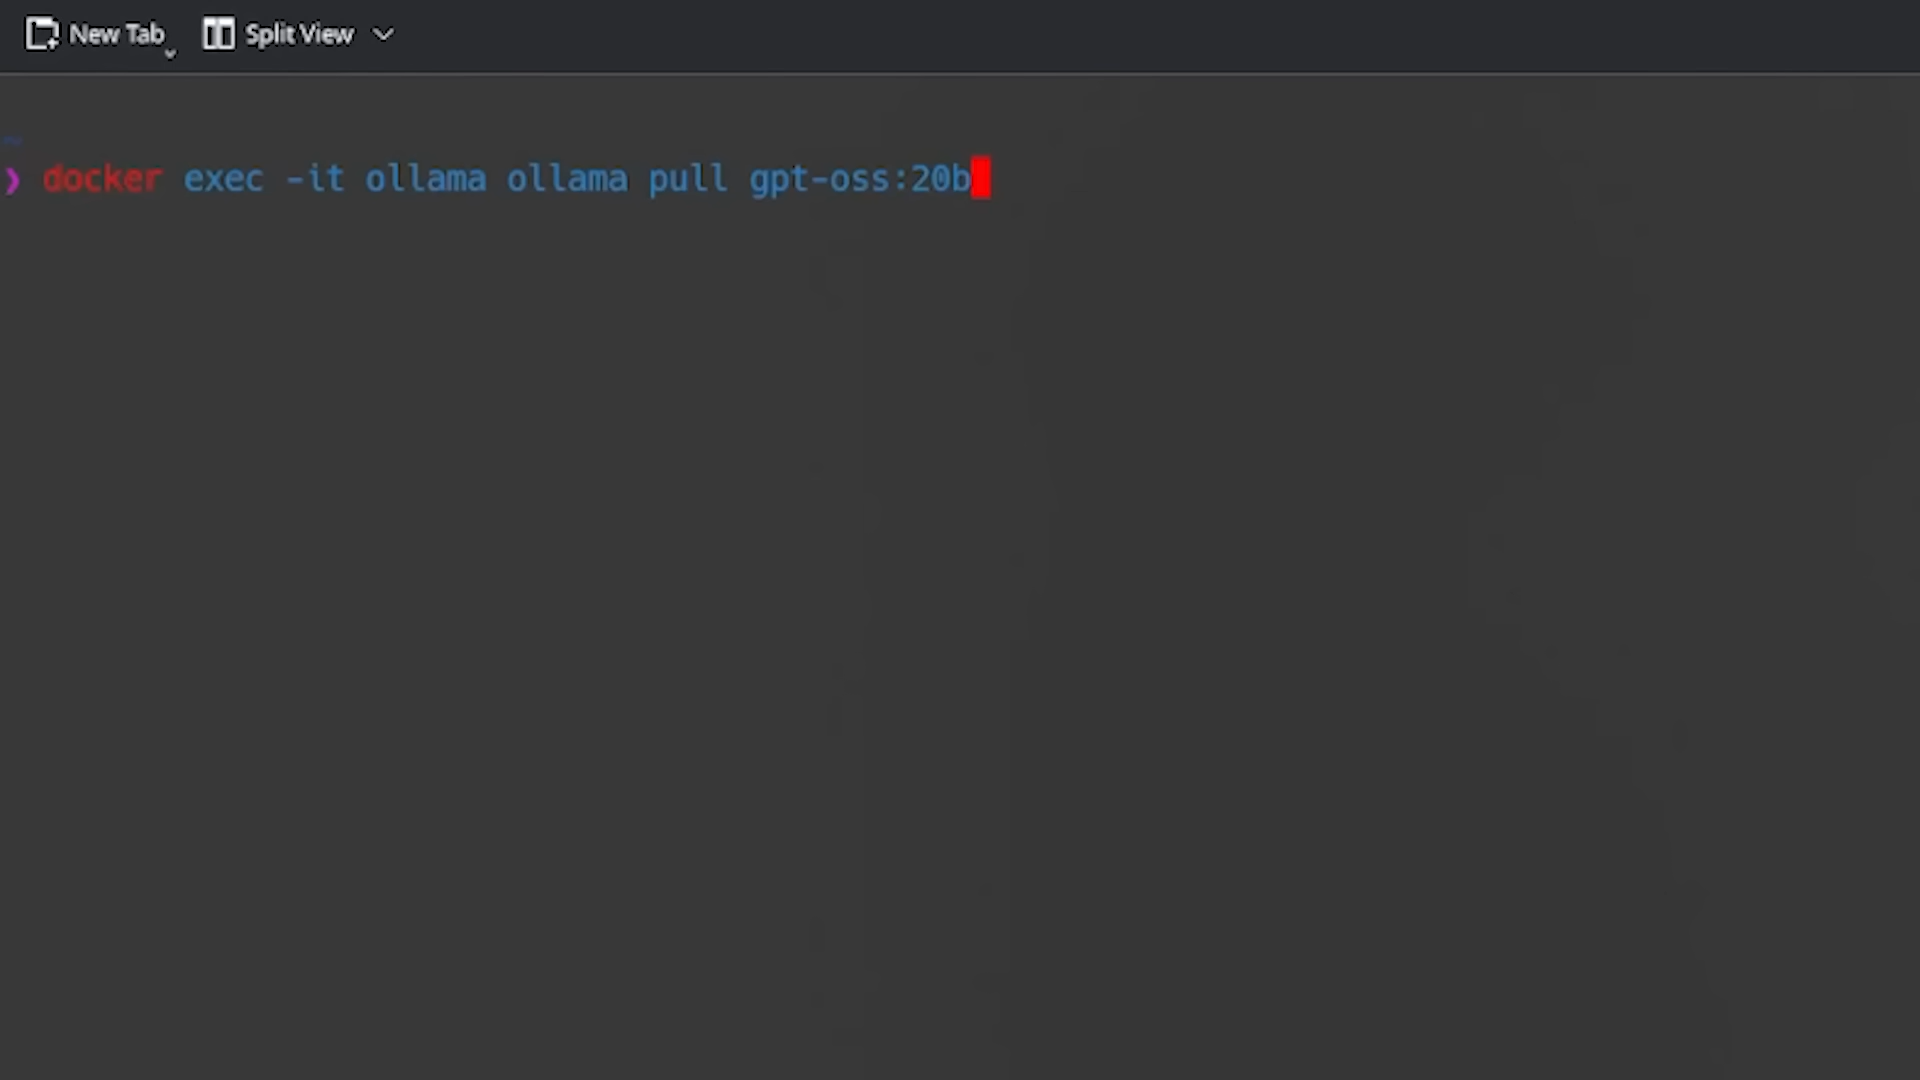 New Tab Split View
~
❯ docker exec -it ollama ollama pull gpt-oss:20b